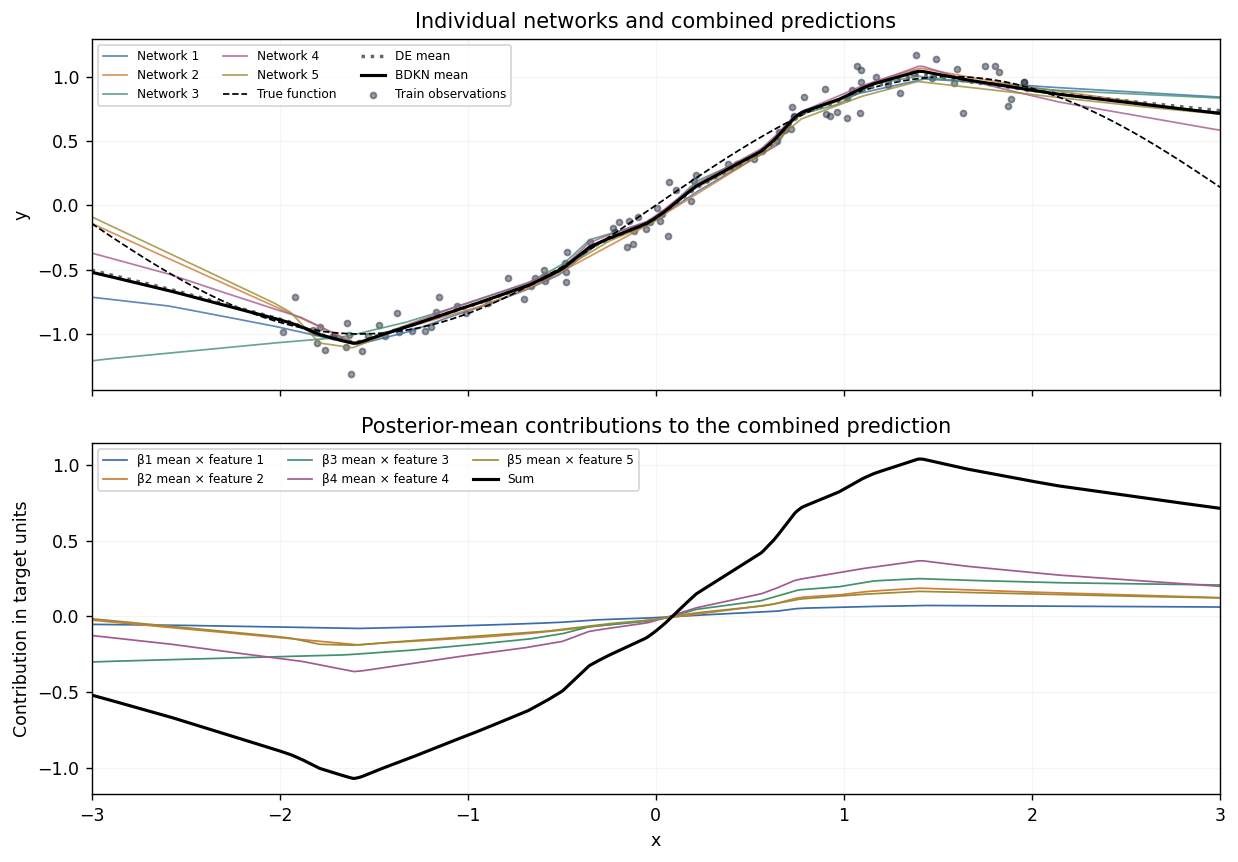 Individual networks and combined predictions
Network 1
Network 2
Network 3
Network 4
Network 5
True function
DE mean
BDKN mean
Train observations
1.0
0.5
0.0
−0.5
−1.0
y
Posterior-mean contributions to the combined prediction
β1 mean × feature 1
β2 mean × feature 2
β3 mean × feature 3
β4 mean × feature 4
β5 mean × feature 5
Sum
1.0
0.5
0.0
−0.5
−1.0
Contribution in target units
−3 −2 −1 0 1 2 3
x